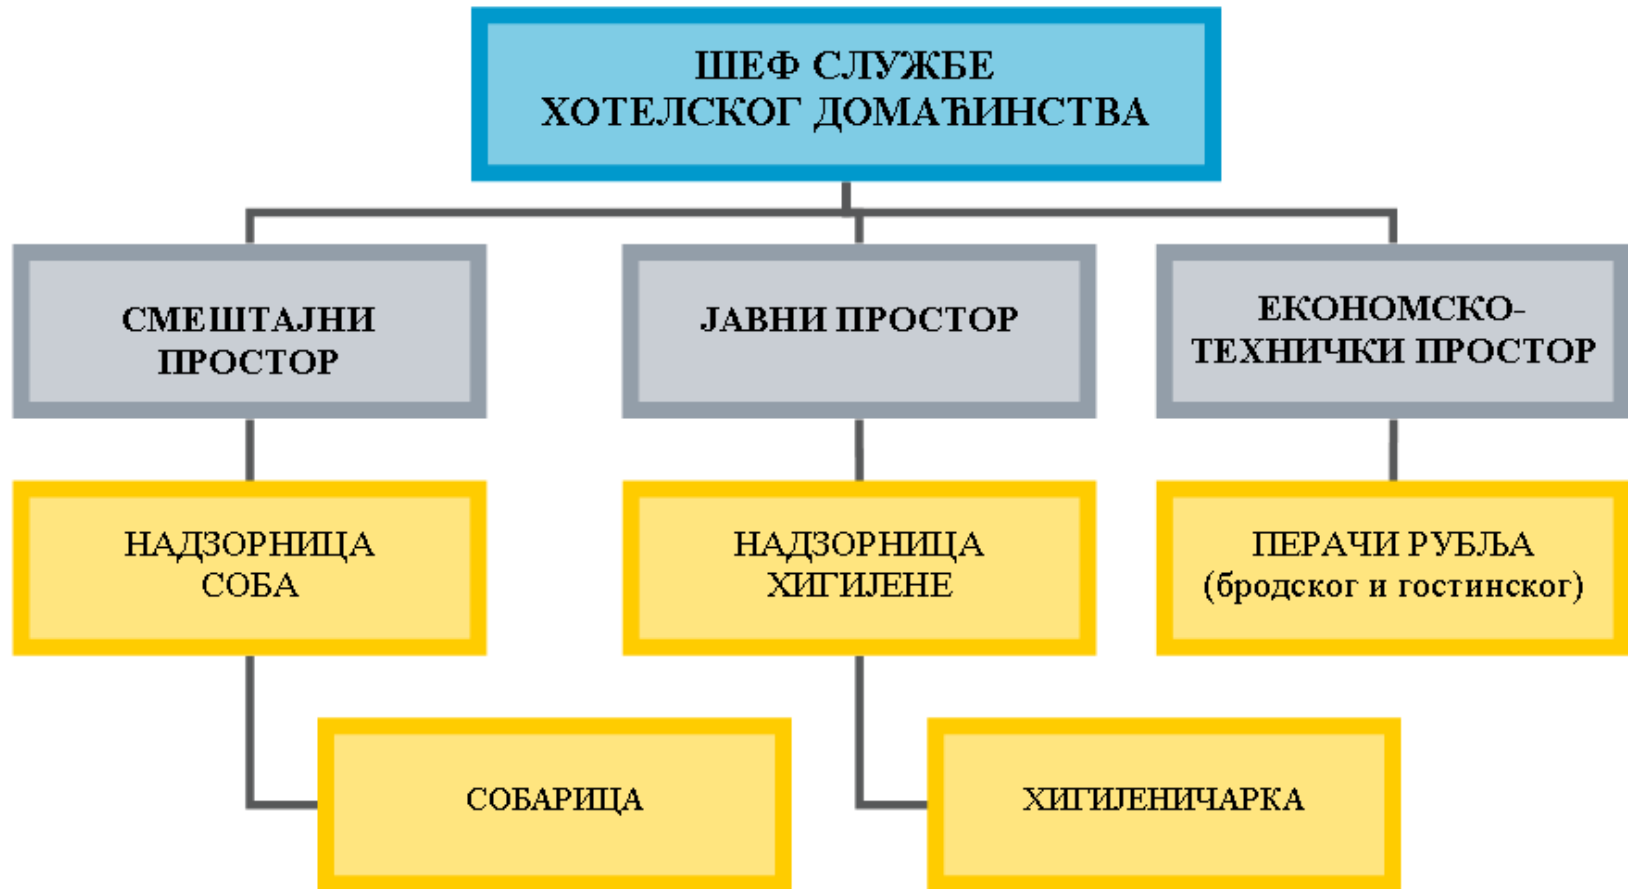 ШЕФ СЛУЖБЕ
ХОТЕЛСКОГ ДОМАЋИНСТВА
СМЕШТАЈНИ
ПРОСТОР
ЈАВНИ ПРОСТОР
ЕКОНОМСКО-
ТЕХНИЧКИ ПРОСТОР
НАДЗОРНИЦА
СОБА
НАДЗОРНИЦА
ХИГИЈЕНЕ
ПЕРАЧИ РУБЉА
(бродског и гостинског)
СОБАРИЦА
ХИГИЈЕНИЧАРКА